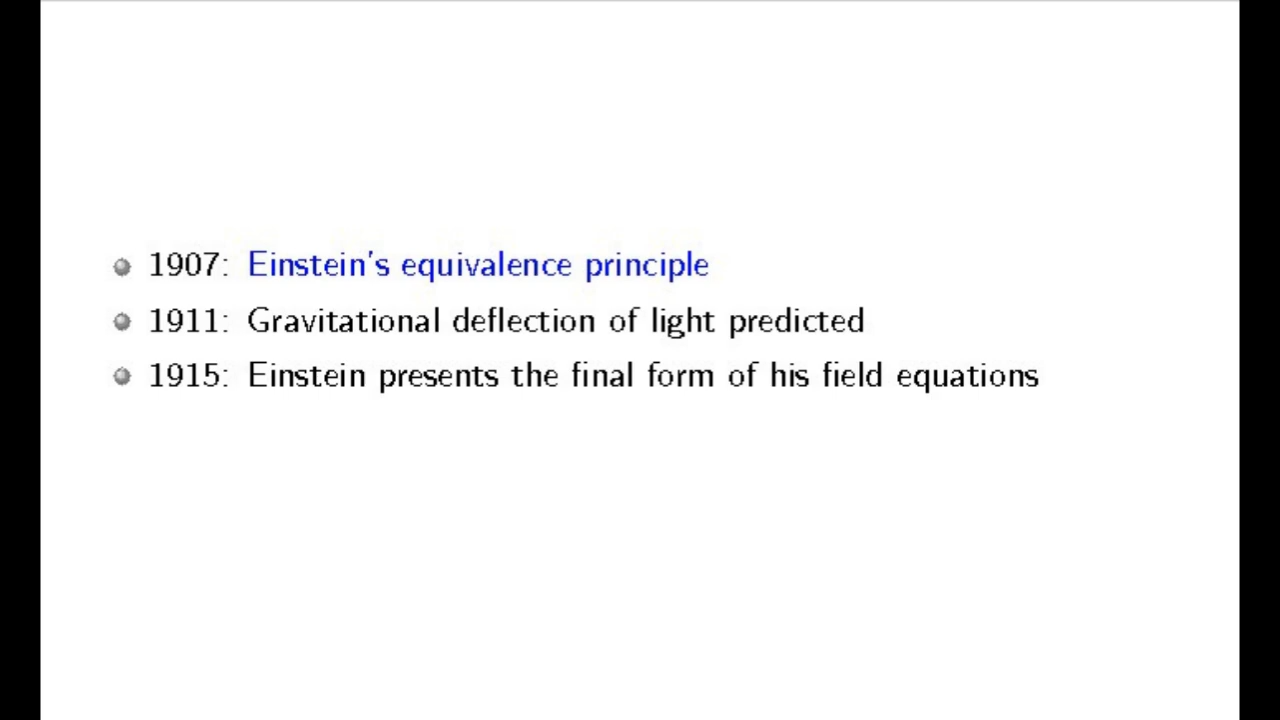 1907: Einstein's equivalence principle
1911: Gravitational deflection of light predicted
1915: Einstein presents the final form of his field equations